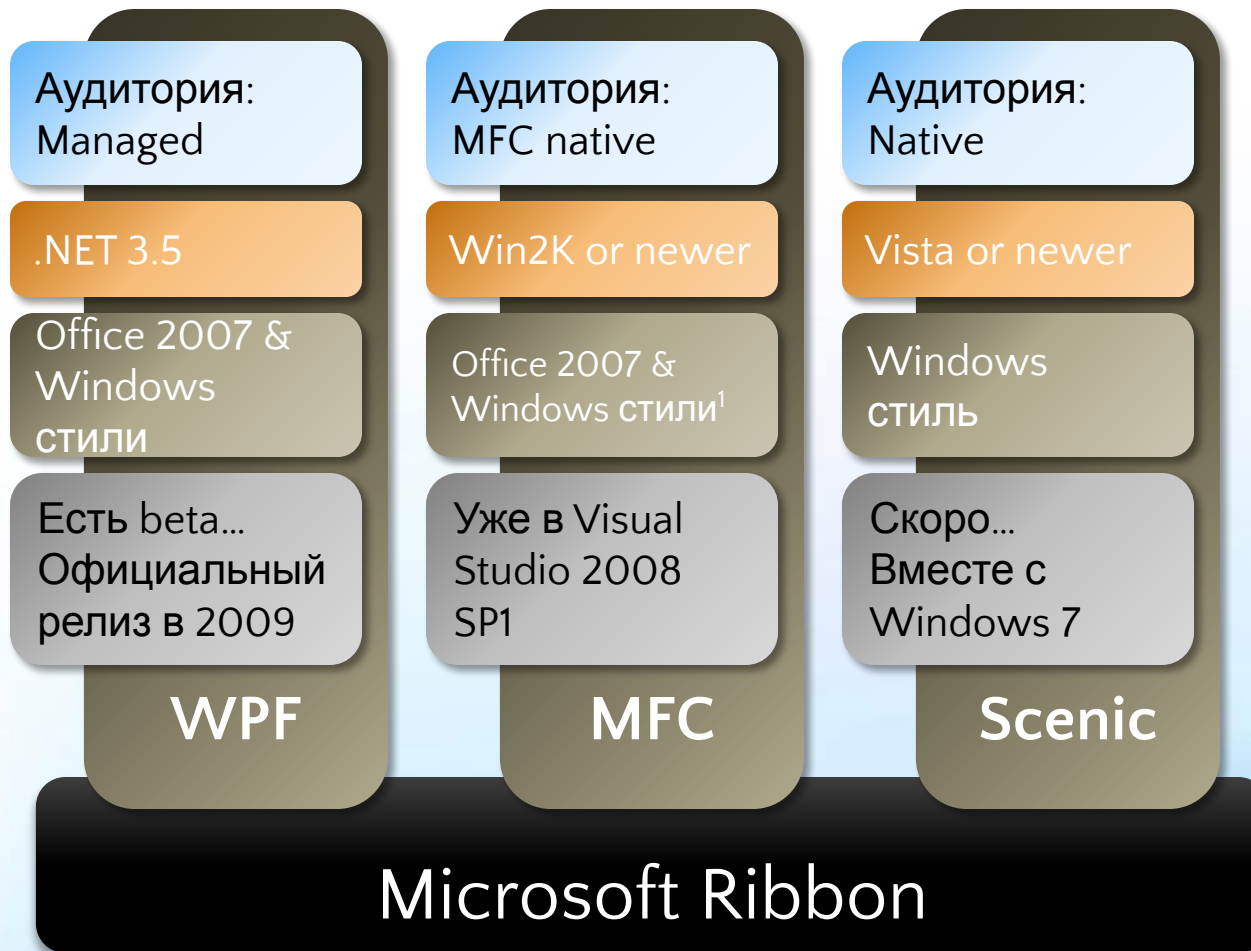 Аудитория:
Managed
.NET 3.5
Office 2007 &
Windows
стили
Есть beta...
Официальный
релиз в 2009
WPF
Аудитория:
MFC native
Win2K or newer
Office 2007 &
Windows стили¹
Уже в Visual
Studio 2008
SP1
MFC
Аудитория:
Native
Vista or newer
Windows
стиль
Скоро...
Вместе с
Windows 7
Scenic
Microsoft Ribbon